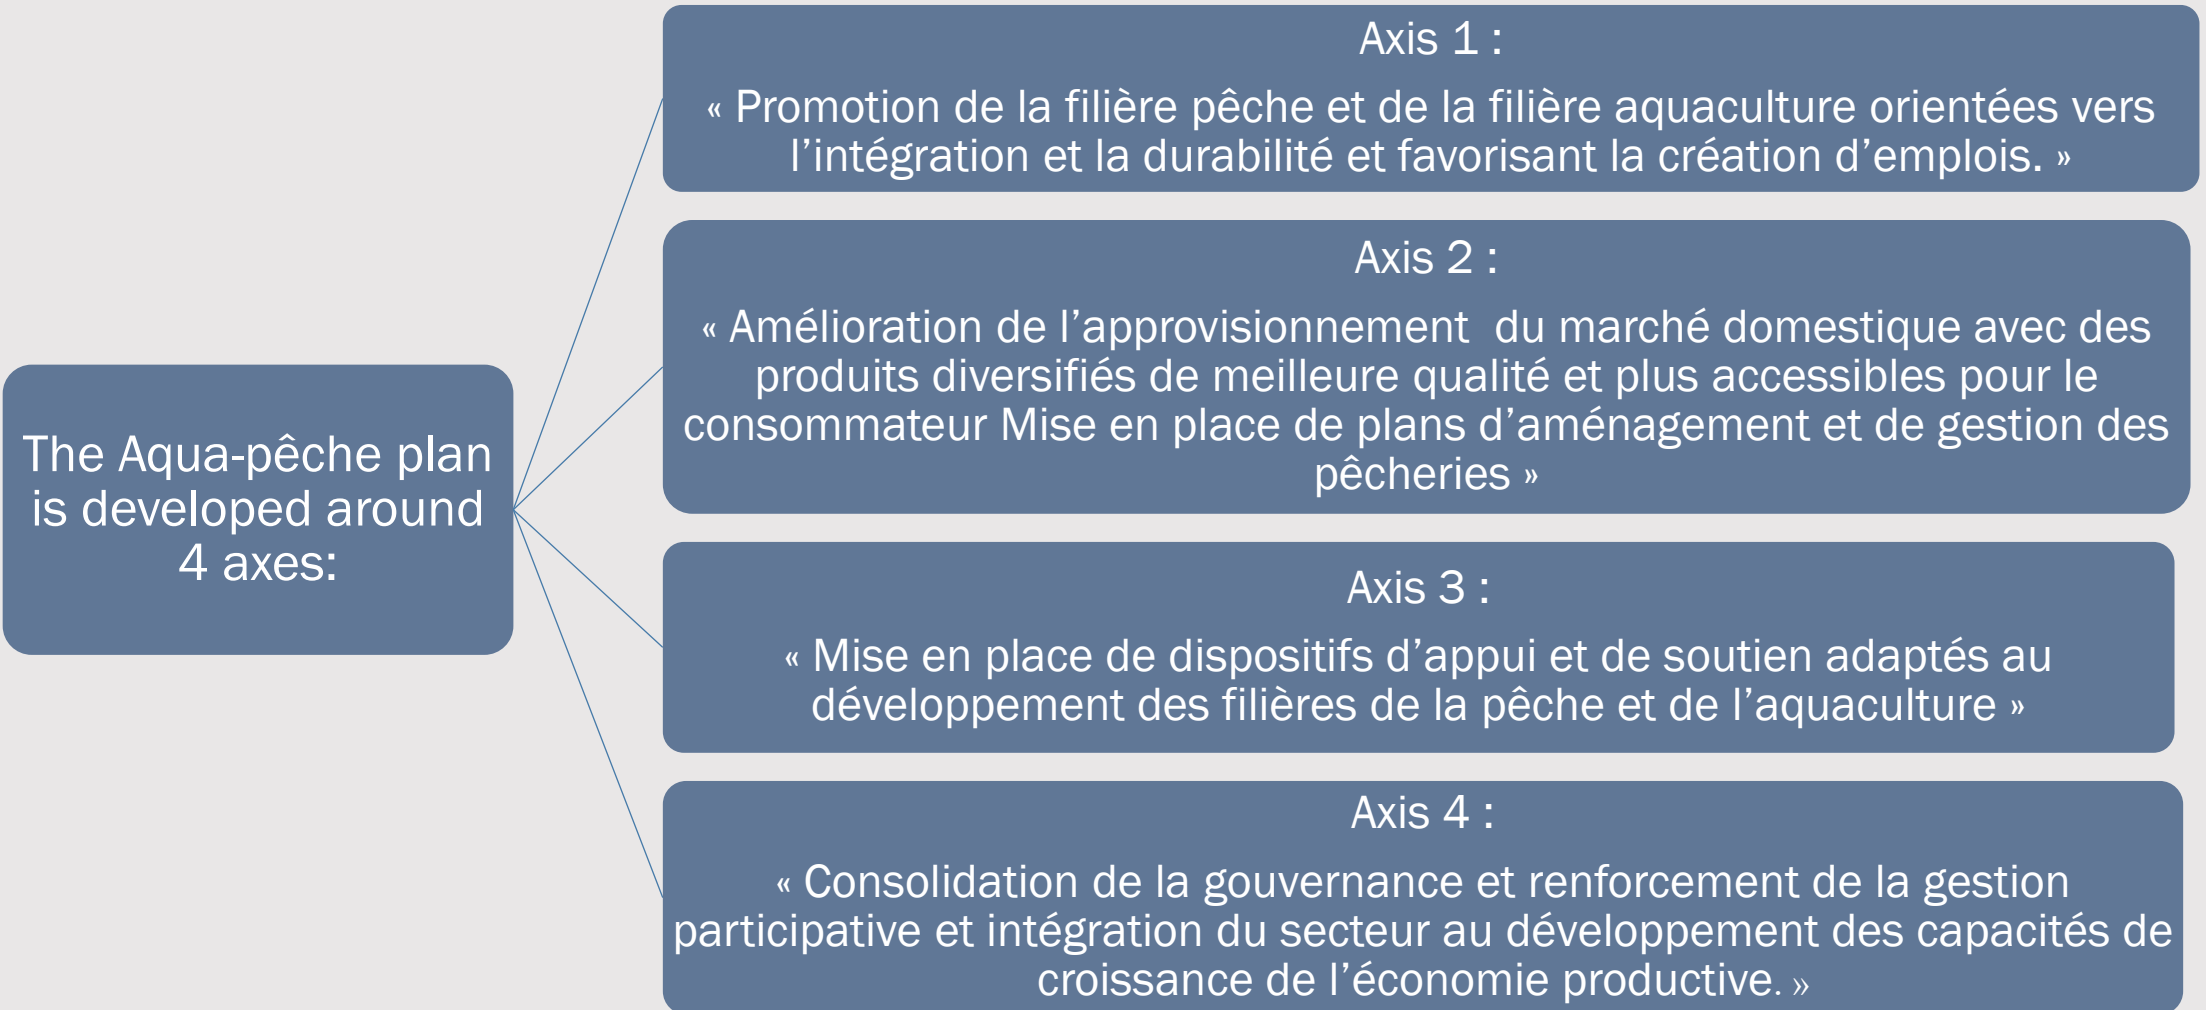 The Aqua-pêche plan
is developed around
4 axes:
Axis 1 :
« Promotion de la filière pêche et de la filière aquaculture orientées vers
l’intégration et la durabilité et favorisant la création d’emplois. »
Axis 2 :
« Amélioration de l’approvisionnement  du marché domestique avec des
produits diversifiés de meilleure qualité et plus accessibles pour le
consommateur Mise en place de plans d’aménagement et de gestion des
pêcheries »
Axis 3 :
« Mise en place de dispositifs d’appui et de soutien adaptés au
développement des filières de la pêche et de l’aquaculture »
Axis 4 :
« Consolidation de la gouvernance et renforcement de la gestion
participative et intégration du secteur au développement des capacités de
croissance de l’économie productive. »